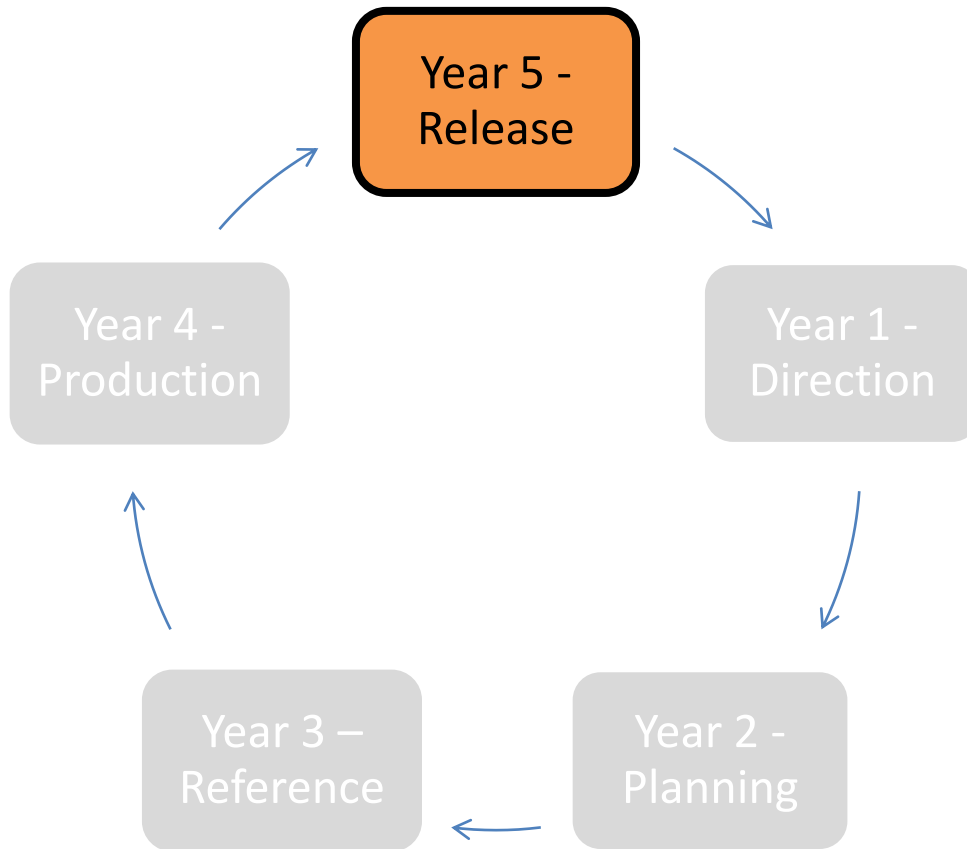 Year 5 -
Release
Year 4 -
Production
Year 1 -
Direction
Year 3 –
Reference
Year 2 -
Planning